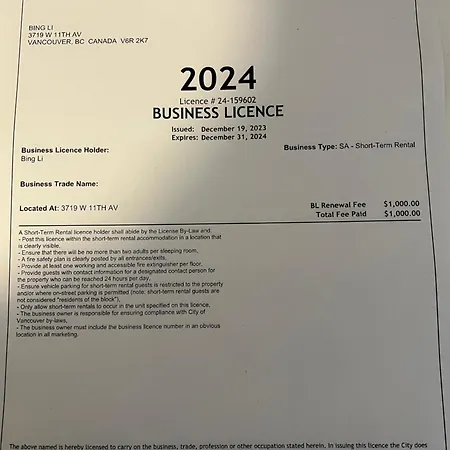 BING LI
3719 W 11TH AV
VANCOUVER, BC CANADA V6R 2K7
2024
Licence # 24-159602
BUSINESS LICENCE
Issued: December 19, 2023
Expires: December 31, 2024
Business Licence Holder:
Bing Li
Business Type: SA - Short-Term Rental
Business Trade Name:
Located At: 3719 W 11TH AV
BL Renewal Fee $1,000.00
Total Fee Paid $1,000.00
A Short-Term Rental licence holder shall abide by the License By-Law and:
- Post this licence within the short-term rental accommodation in a location that
is clearly visible,
- Ensure that there will be no more than two adults per sleeping room,
- A fire safety plan is clearly posted by all entrances/exits,
- Provide at least one working and accessible fire extinguisher per floor,
- Provide guests with contact information for a designated contact person for
the property who can be reached 24 hours per day,
- Ensure vehicle parking for short-term rental guests is restricted to the property
and/or where on-street parking is permitted (note: short-term rental guests are
not considered "residents of the block"),
- Only allow short-term rentals to occur in the unit specified on this licence,
- The business owner is responsible for ensuring compliance with City of
Vancouver by-laws,
- The business owner must include the business licence number in an obvious
location in all marketing.
The above named is hereby licensed to carry on the business, trade, profession or other occupation stated herein. In issuing this licence the City does